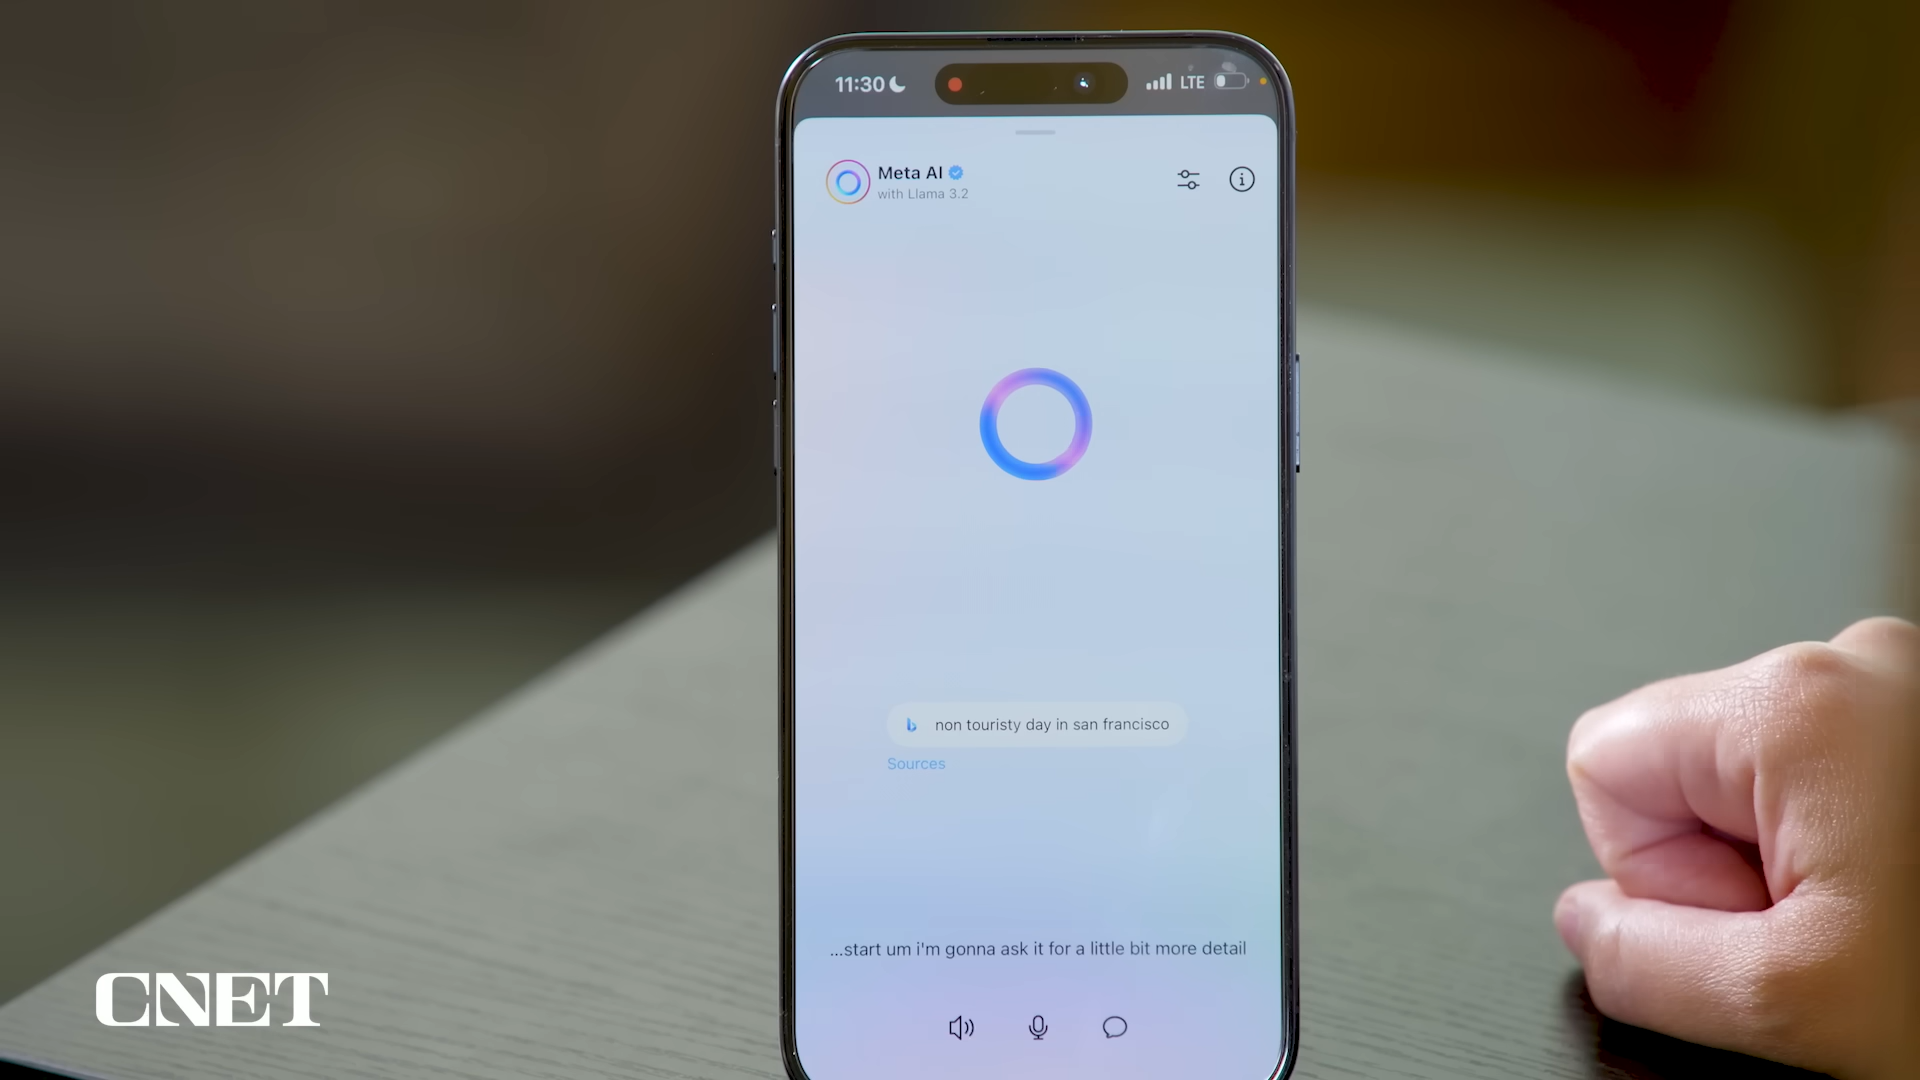 11:30
LTE
Meta AI
with Llama 3.2
non touristy day in san francisco
Sources
...start um i'm gonna ask it for a little bit more detail
CNET